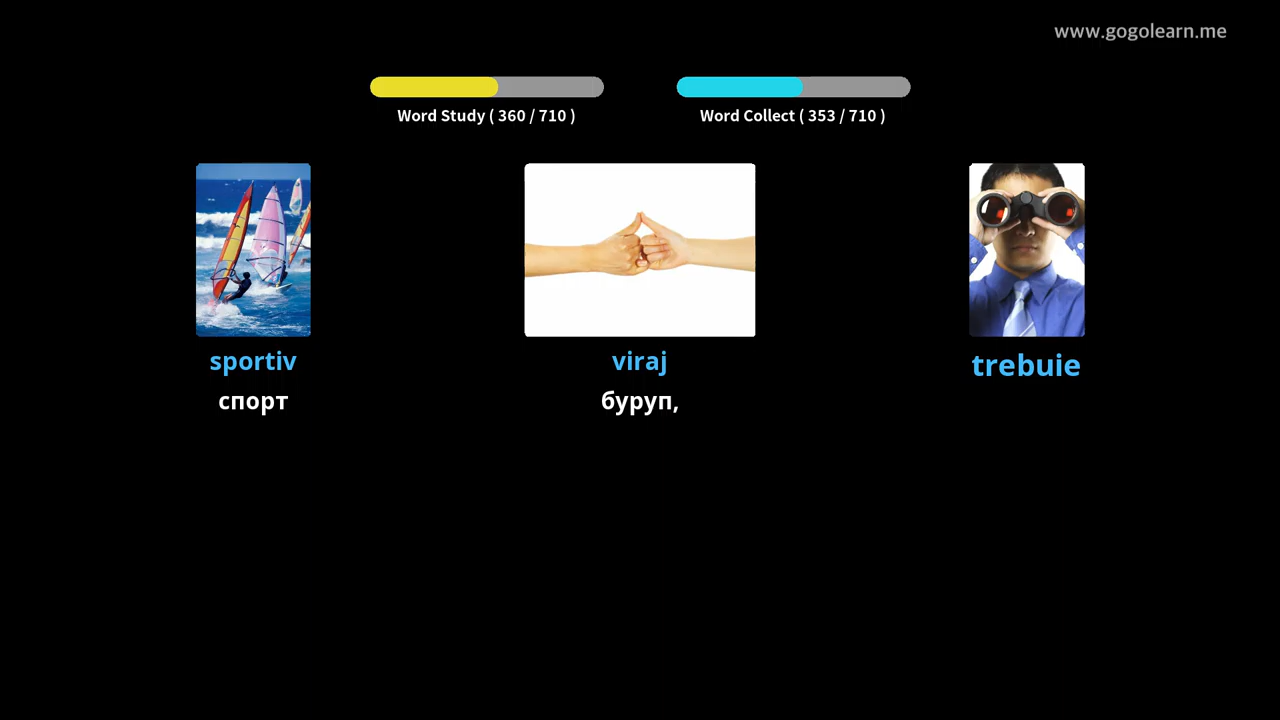 www.gogolearn.me
Word Study ( 360 / 710 )
Word Collect ( 353 / 710 )
sportiv
viraj
trebuie
спорт
буруп,